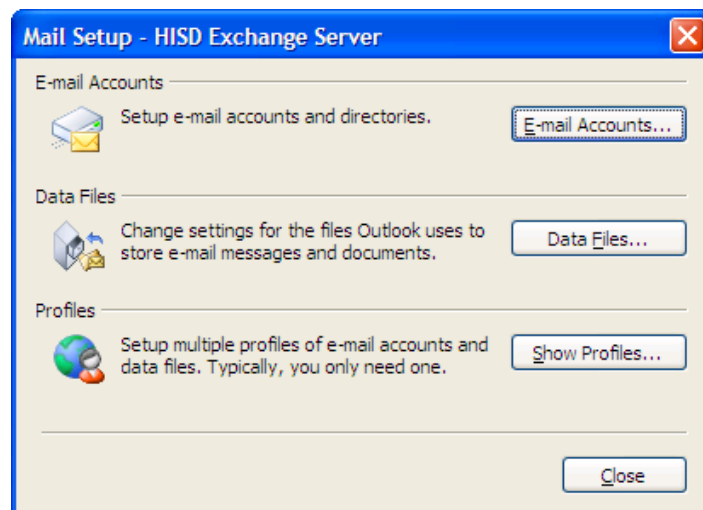 Mail Setup - HISD Exchange Server
E-mail Accounts
Setup e-mail accounts and directories.
E-mail Accounts...
Data Files
Change settings for the files Outlook uses to
store e-mail messages and documents.
Data Files...
Profiles
Setup multiple profiles of e-mail accounts and
data files. Typically, you only need one.
Show Profiles...
Close